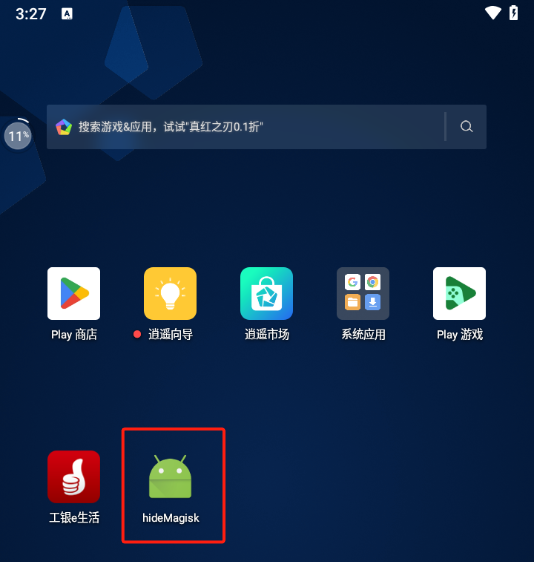 3:27 A
搜索游戏&应用，试试"真红之刃0.1折"
11%
Play 商店
逍遥向导
逍遥市场
系统应用
Play 游戏
工银e生活
hideMagisk